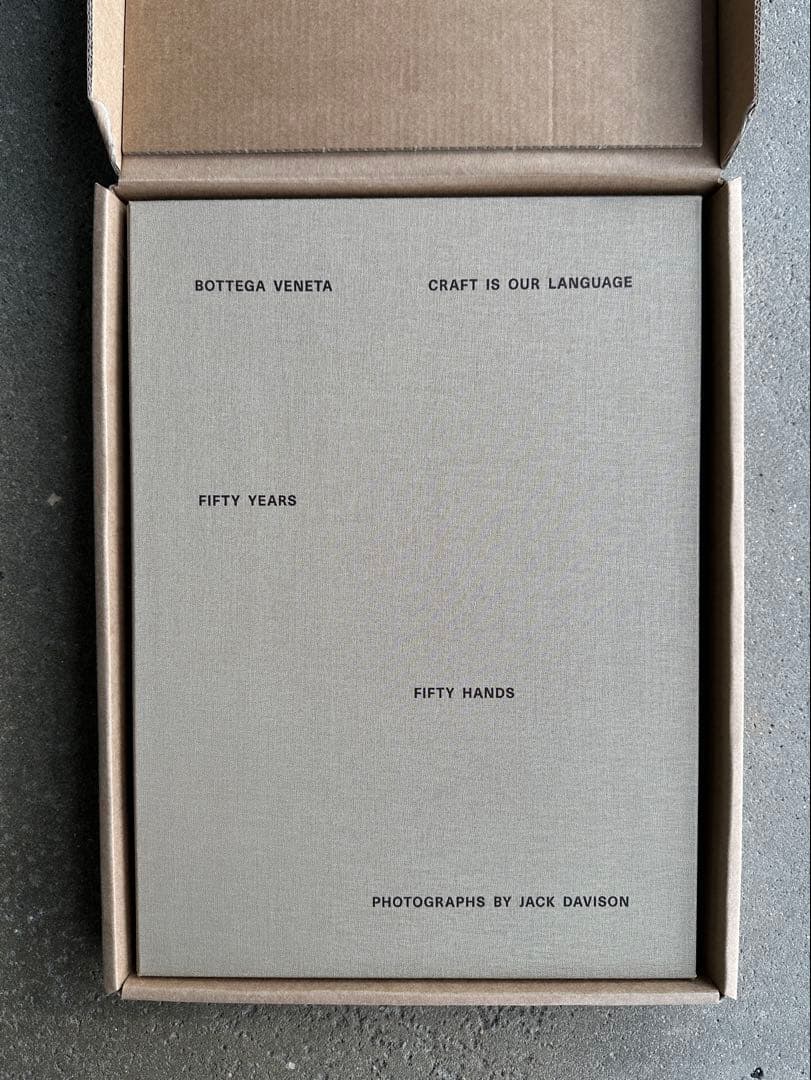 BOTTEGA VENETA
CRAFT IS OUR LANGUAGE
FIFTY YEARS
FIFTY HANDS
PHOTOGRAPHS BY JACK DAVISON